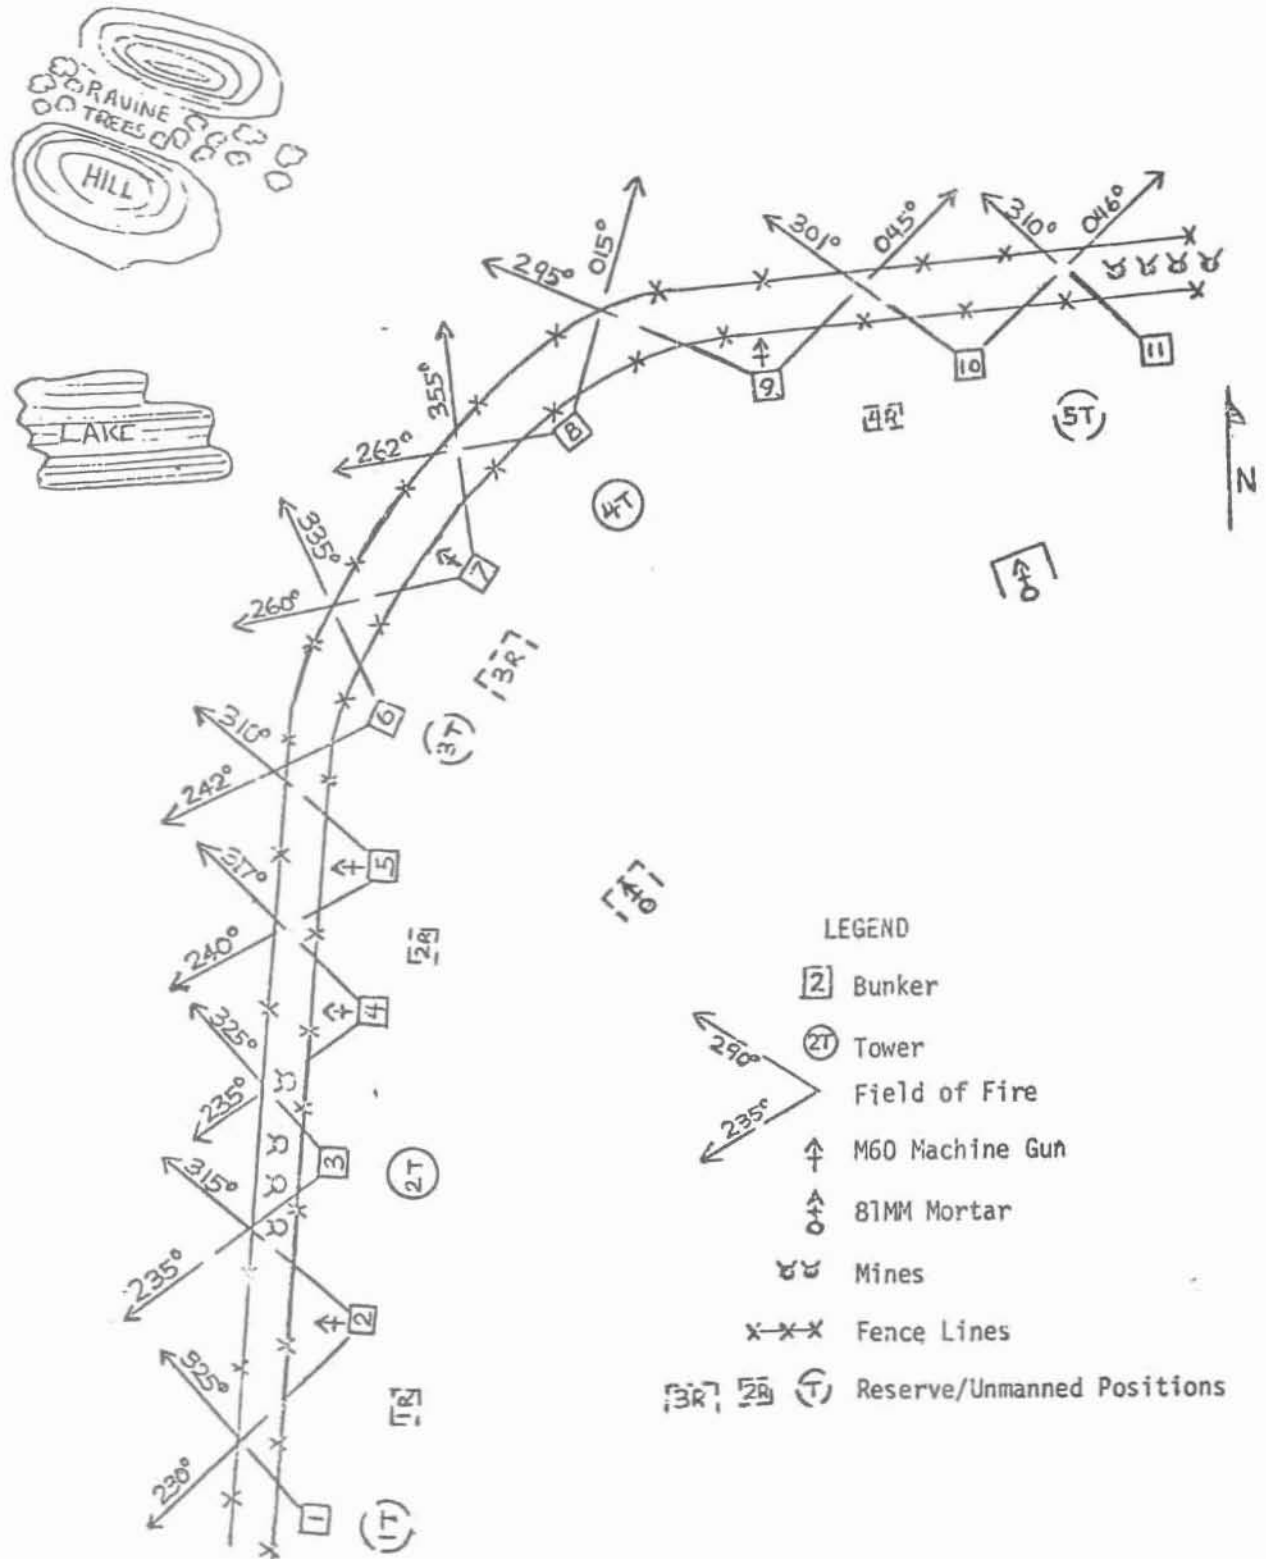 RAVINE
TREES
HILL
LAKE
015°
295°
301°
045°
310°
046°
355°
262°
335°
260°
310°
242°
317°
240°
325°
235°
315°
235°
325°
230°
11
10
9
8
7
6
5
4
3
2
1
4R
5T
4T
3R
3T
2R
2T
1R
1T
N
LEGEND
2 Bunker
2T Tower
290°
235°
Field of Fire
M60 Machine Gun
81MM Mortar
Mines
x-x-x Fence Lines
3R 2R T Reserve/Unmanned Positions